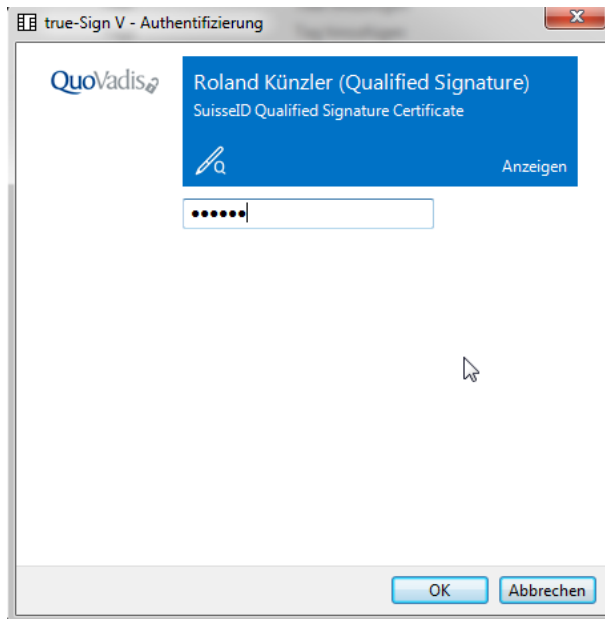 true-Sign V - Authentifizierung
QuoVadis
Roland Künzler (Qualified Signature)
SuisseID Qualified Signature Certificate
Anzeigen
••••••
OK
Abbrechen